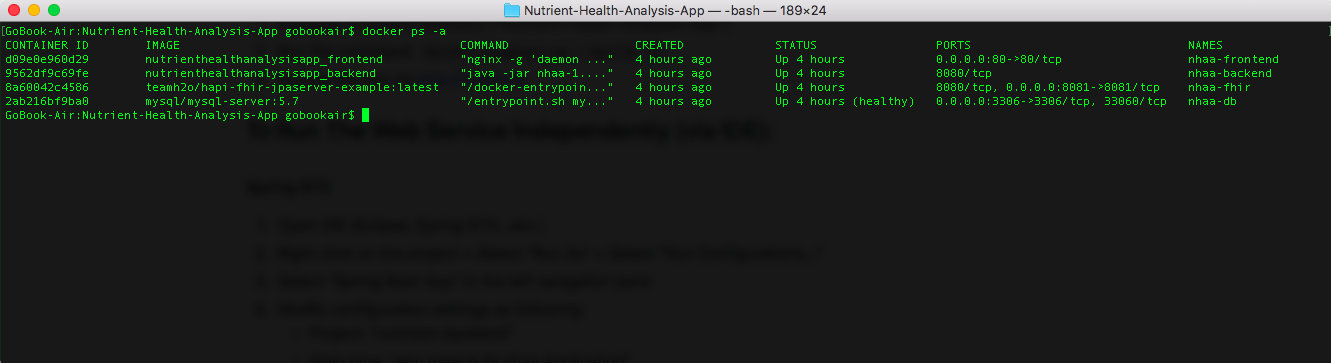 Nutrient-Health-Analysis-App — -bash — 189×24
[GoBook-Air:Nutrient-Health-Analysis-App gobookair$ docker ps -a ]
CONTAINER ID IMAGE COMMAND CREATED STATUS PORTS NAMES
d09e0e960d29 nutrienthealthanalysisapp_frontend "nginx -g 'daemon ..." 4 hours ago Up 4 hours 0.0.0.0:80->80/tcp nhaa-frontend
9562df9c69fe nutrienthealthanalysisapp_backend "java -jar nhaa-1...." 4 hours ago Up 4 hours 8080/tcp nhaa-backend
8a60042c4586 teamh2o/hapi-fhir-jpaserver-example:latest "/docker-entrypoin..." 4 hours ago Up 4 hours 8080/tcp, 0.0.0.0:8081->8081/tcp nhaa-fhir
2ab216bf9ba0 mysql/mysql-server:5.7 "/entrypoint.sh my..." 4 hours ago Up 4 hours (healthy) 0.0.0.0:3306->3306/tcp, 33060/tcp nhaa-db
GoBook-Air:Nutrient-Health-Analysis-App gobookair$